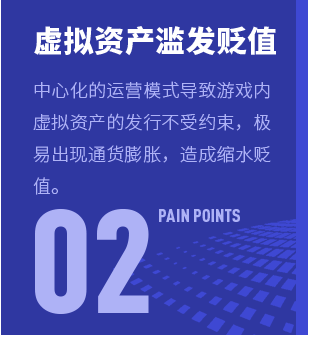 虚拟资产滥发贬值
中心化的运营模式导致游戏内
虚拟资产的发行不受约束，极
易出现通货膨胀，造成缩水贬
值。
02
PAIN POINTS